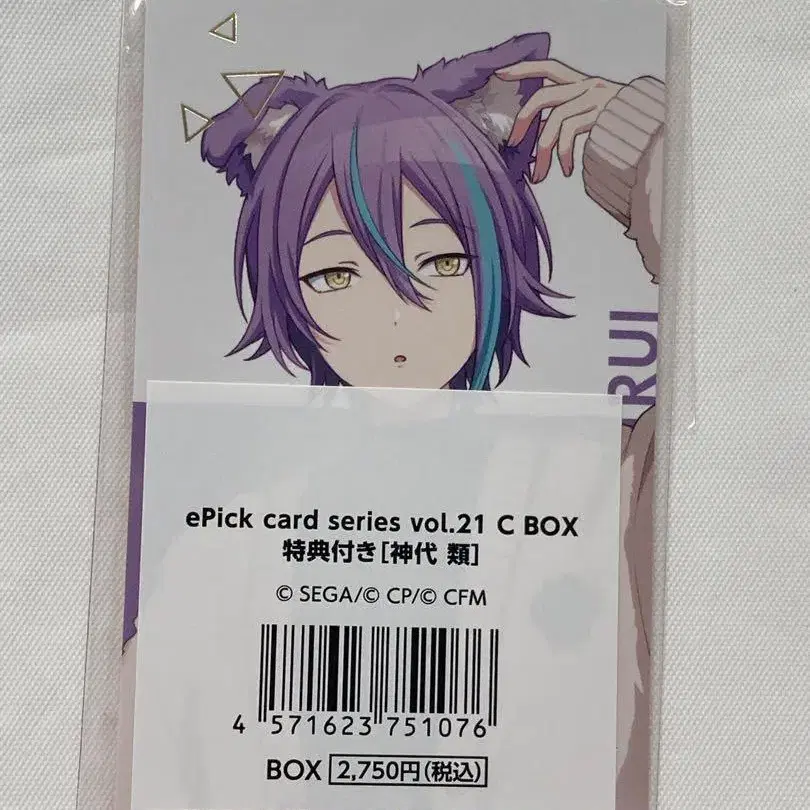 RUI
ePick card series vol.21 C BOX
特典付き[神代 類]
© SEGA/© CP/© CFM
4 571623 751076
BOX 2,750円(税込)